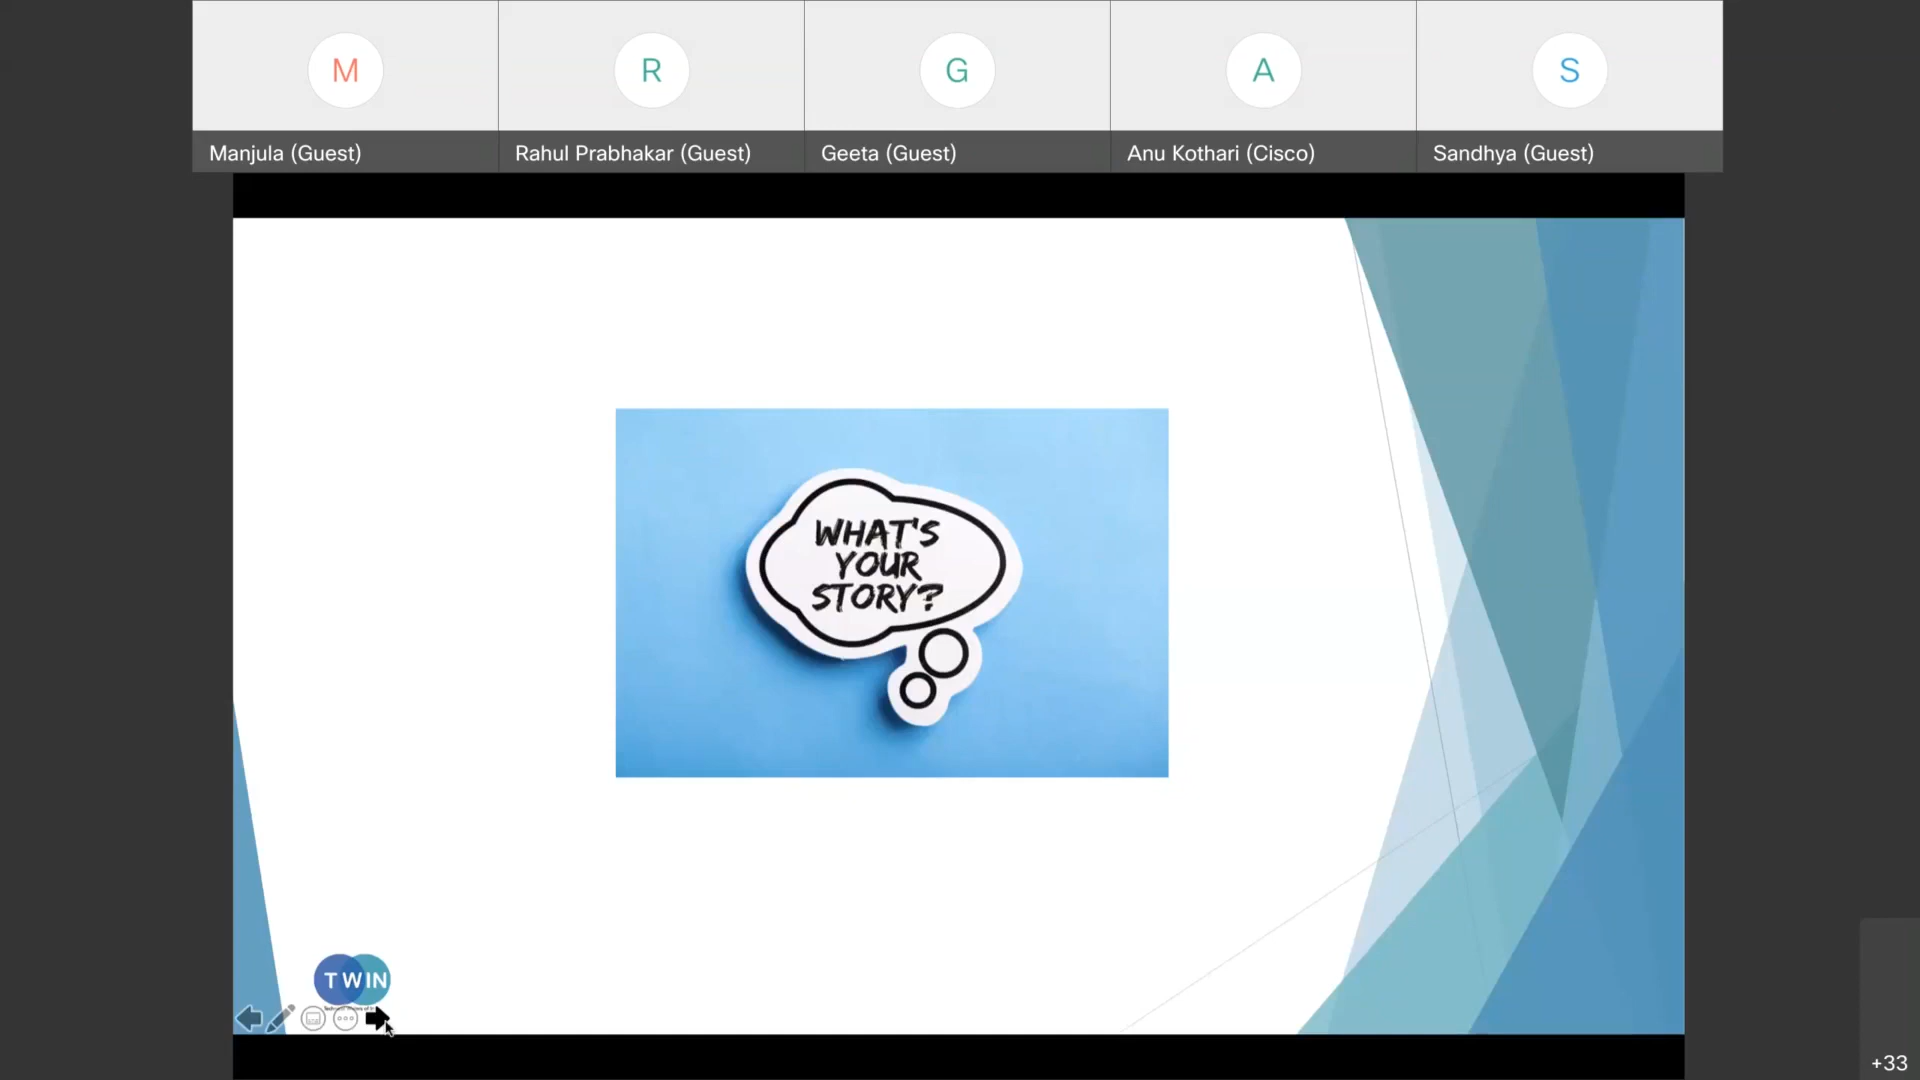 M
R
G
A
S
Manjula (Guest)
Rahul Prabhakar (Guest)
Geeta (Guest)
Anu Kothari (Cisco)
Sandhya (Guest)
WHAT'S
YOUR
STORY?
TWIN
+33